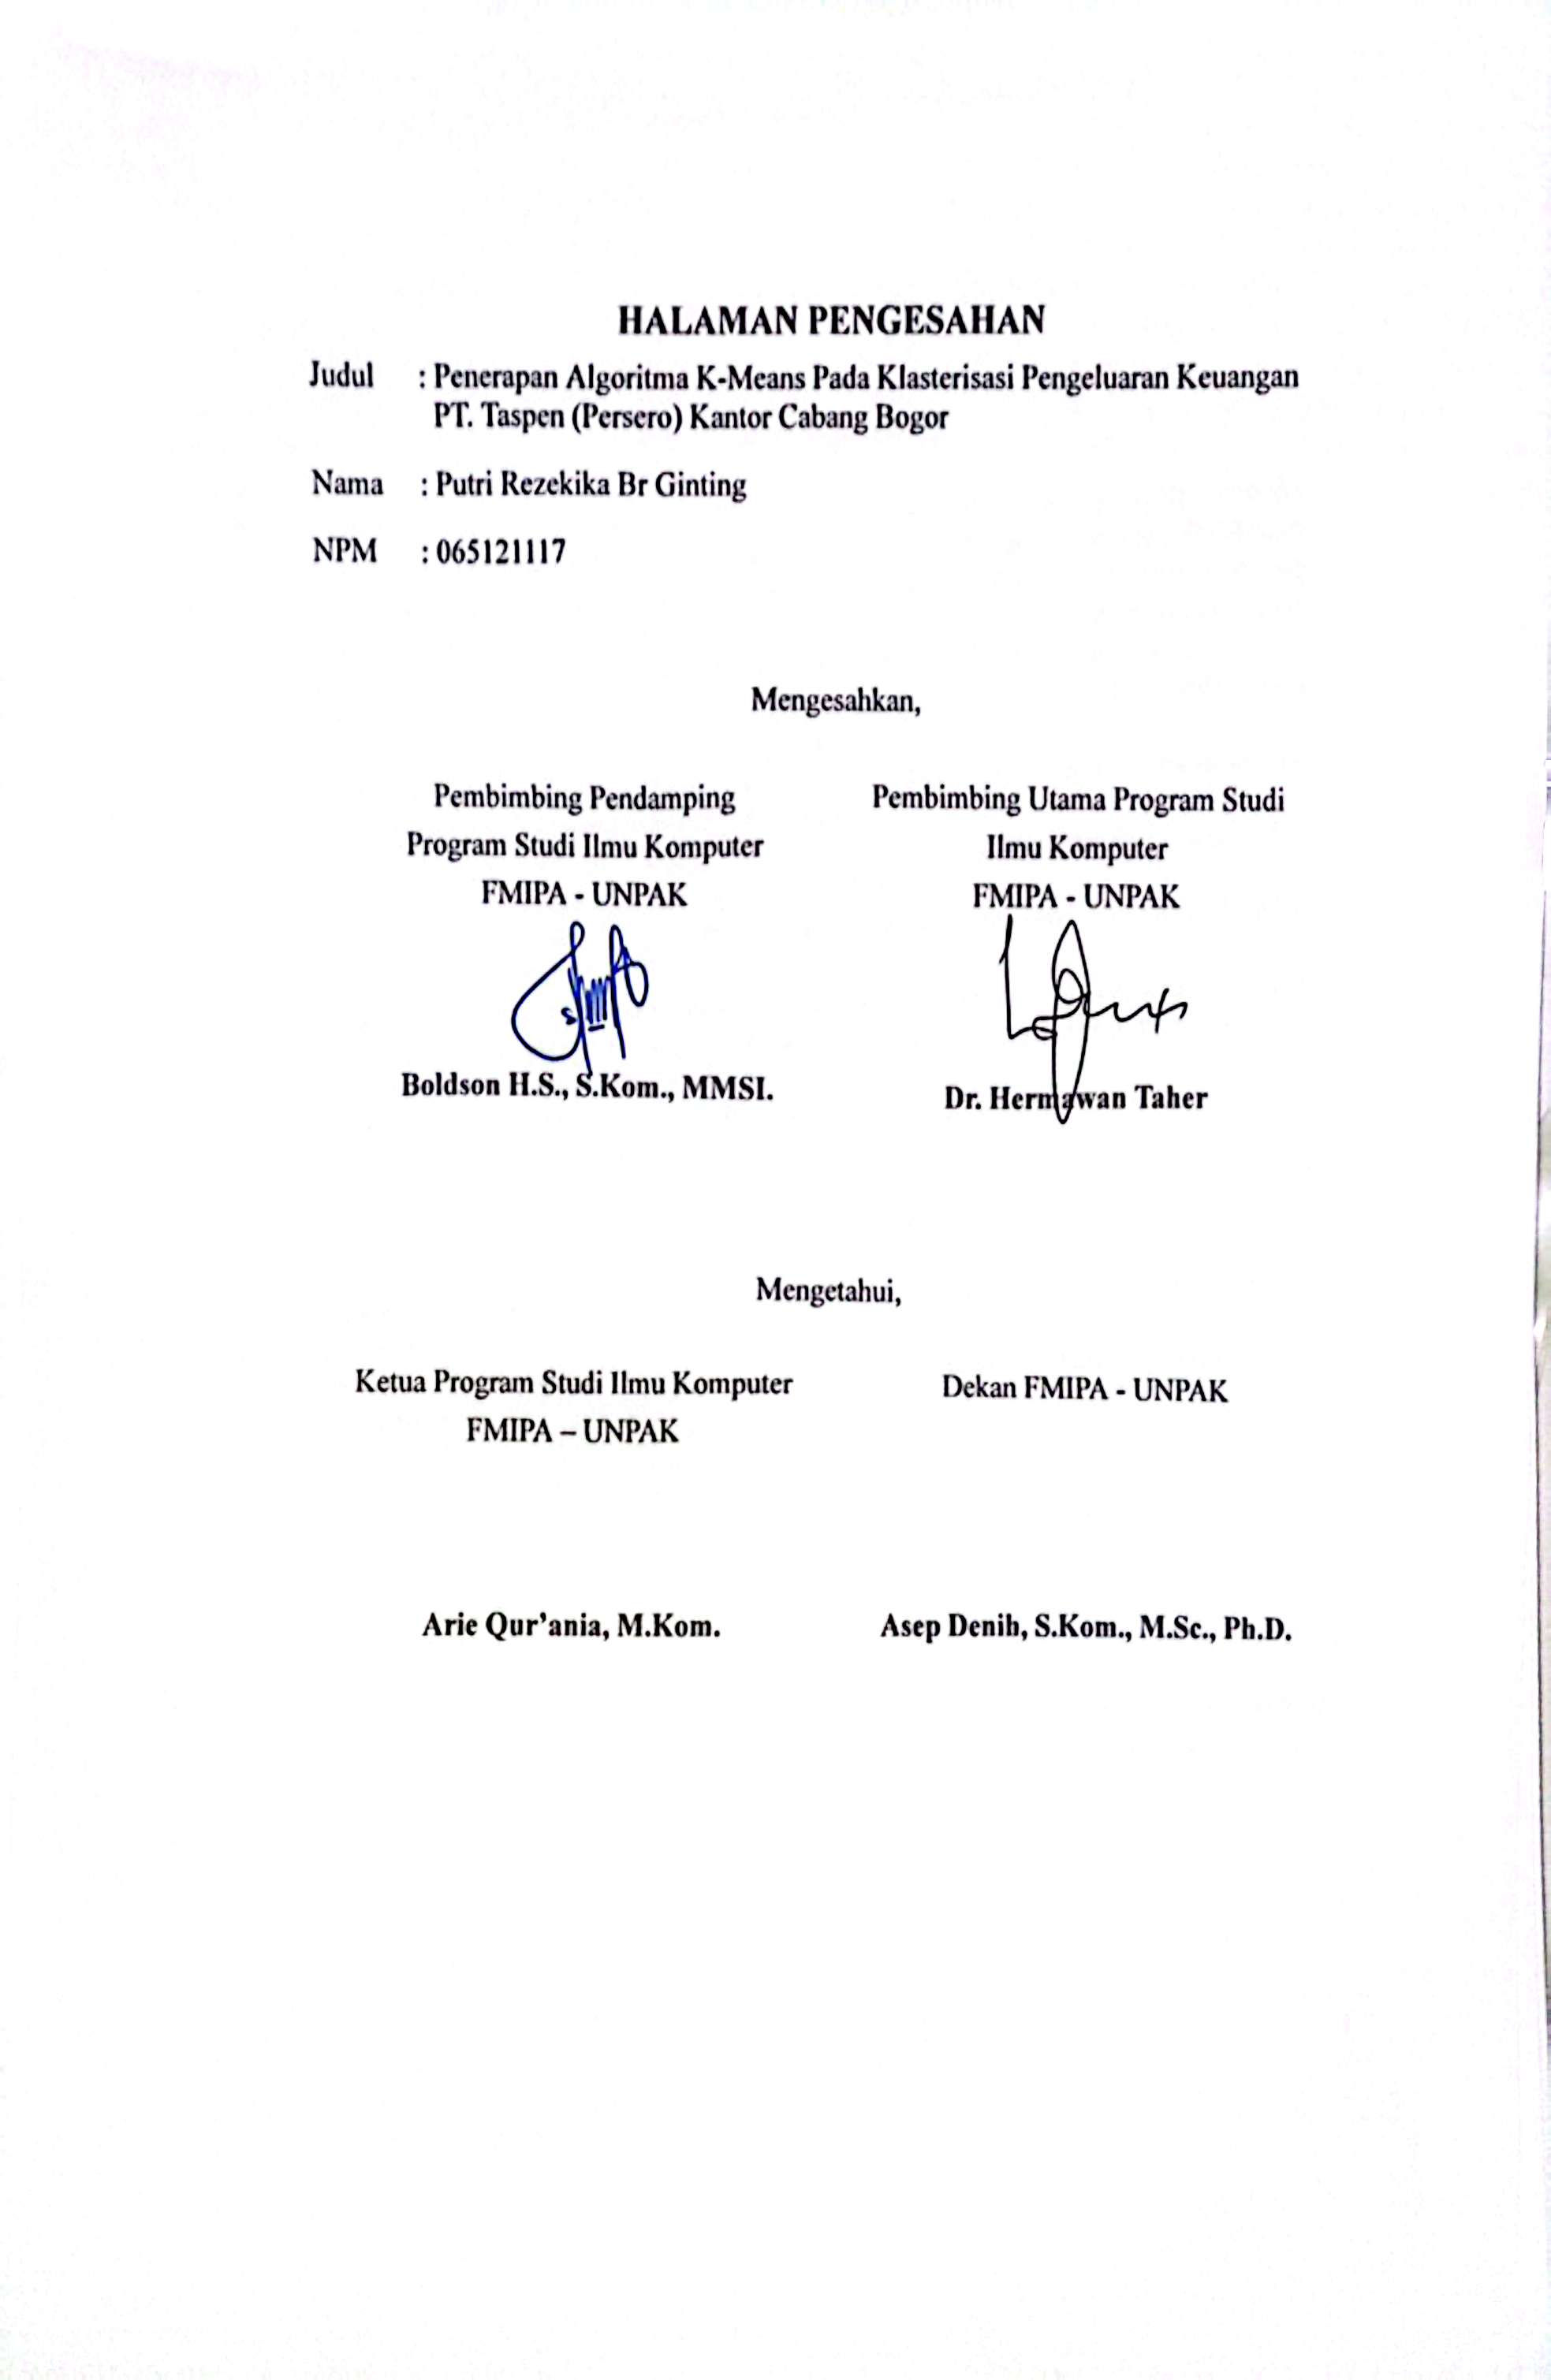 HALAMAN PENGESAHAN
Judul : Penerapan Algoritma K-Means Pada Klasterisasi Pengeluaran Keuangan
PT. Taspen (Persero) Kantor Cabang Bogor
Nama : Putri Rezekika Br Ginting
NPM : 065121117
Mengesahkan,
Pembimbing Pendamping
Program Studi Ilmu Komputer
FMIPA - UNPAK
Boldson H.S., S.Kom., MMSI.
Pembimbing Utama Program Studi
Ilmu Komputer
FMIPA - UNPAK
Dr. Hermawan Taher
Mengetahui,
Ketua Program Studi Ilmu Komputer
FMIPA – UNPAK
Arie Qur’ania, M.Kom.
Dekan FMIPA - UNPAK
Asep Denih, S.Kom., M.Sc., Ph.D.